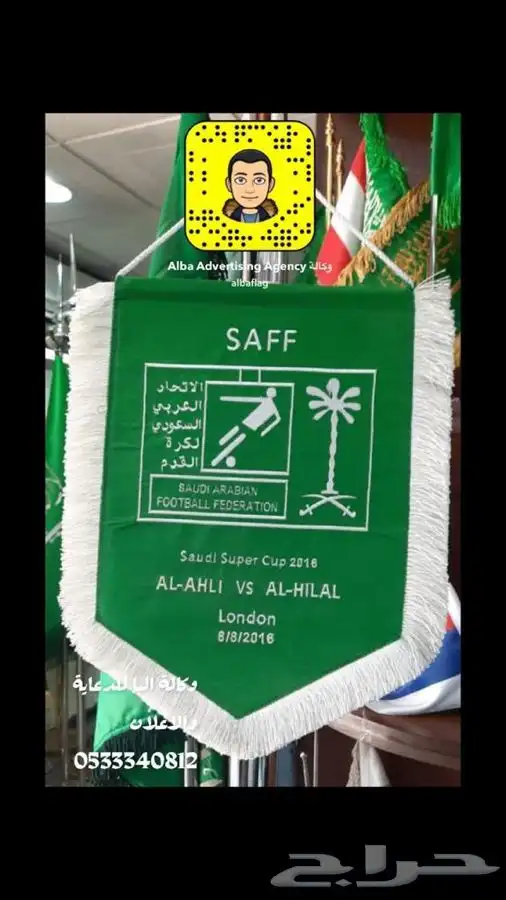 Alba Advertising Agency وكالة
albaflag
SAFF
الاتحاد
العربي
السعودي
لكرة
القدم
SAUDI ARABIAN
FOOTBALL FEDERATION
Saudi Super Cup 2016
AL-AHLI VS AL-HILAL
London
8/8/2016
وكالة البا للدعاية
والاعلان
0533340812
حراج